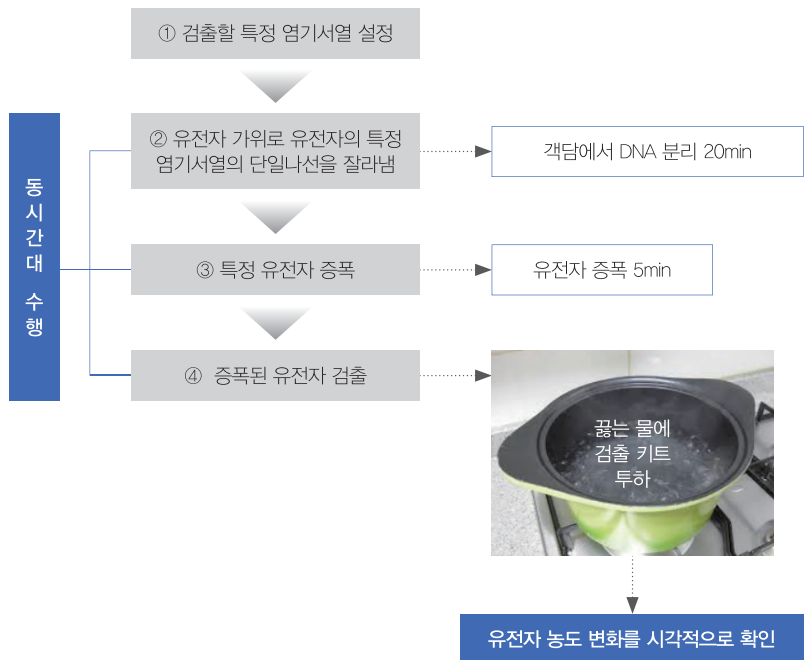 ① 검출할 특정 염기서열 설정
동시간대 수행
② 유전자 가위로 유전자의 특정
염기서열의 단일나선을 잘라냄
객담에서 DNA 분리 20min
③ 특정 유전자 증폭
유전자 증폭 5min
④ 증폭된 유전자 검출
끓는 물에
검출 키트
투하
유전자 농도 변화를 시각적으로 확인